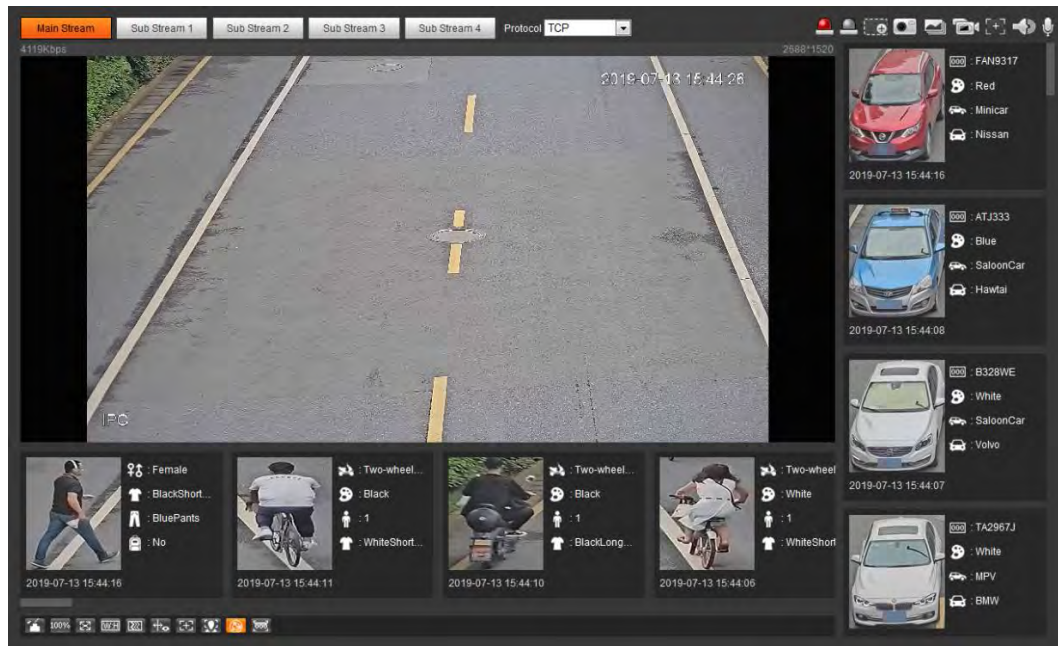 Main Stream
Sub Stream 1
Sub Stream 2
Sub Stream 3
Sub Stream 4
Protocol TCP
4119Kbps
2688*1520
2019-07-13 15:44:26
IPC
: FAN9317
: Red
: Minicar
: Nissan
2019-07-13 15:44:16
: ATJ333
: Blue
: SaloonCar
: Hawtai
2019-07-13 15:44:08
: B328WE
: White
: SaloonCar
: Volvo
2019-07-13 15:44:07
: TA2967J
: White
: MPV
: BMW
: Female
: BlackShort...
: BluePants
: No
2019-07-13 15:44:16
: Two-wheel...
: Black
: 1
: WhiteShort...
2019-07-13 15:44:11
: Two-wheel...
: Black
: 1
: BlackLong...
2019-07-13 15:44:10
: Two-wheel
: White
: 1
: WhiteShort
2019-07-13 15:44:06
100%
W:H